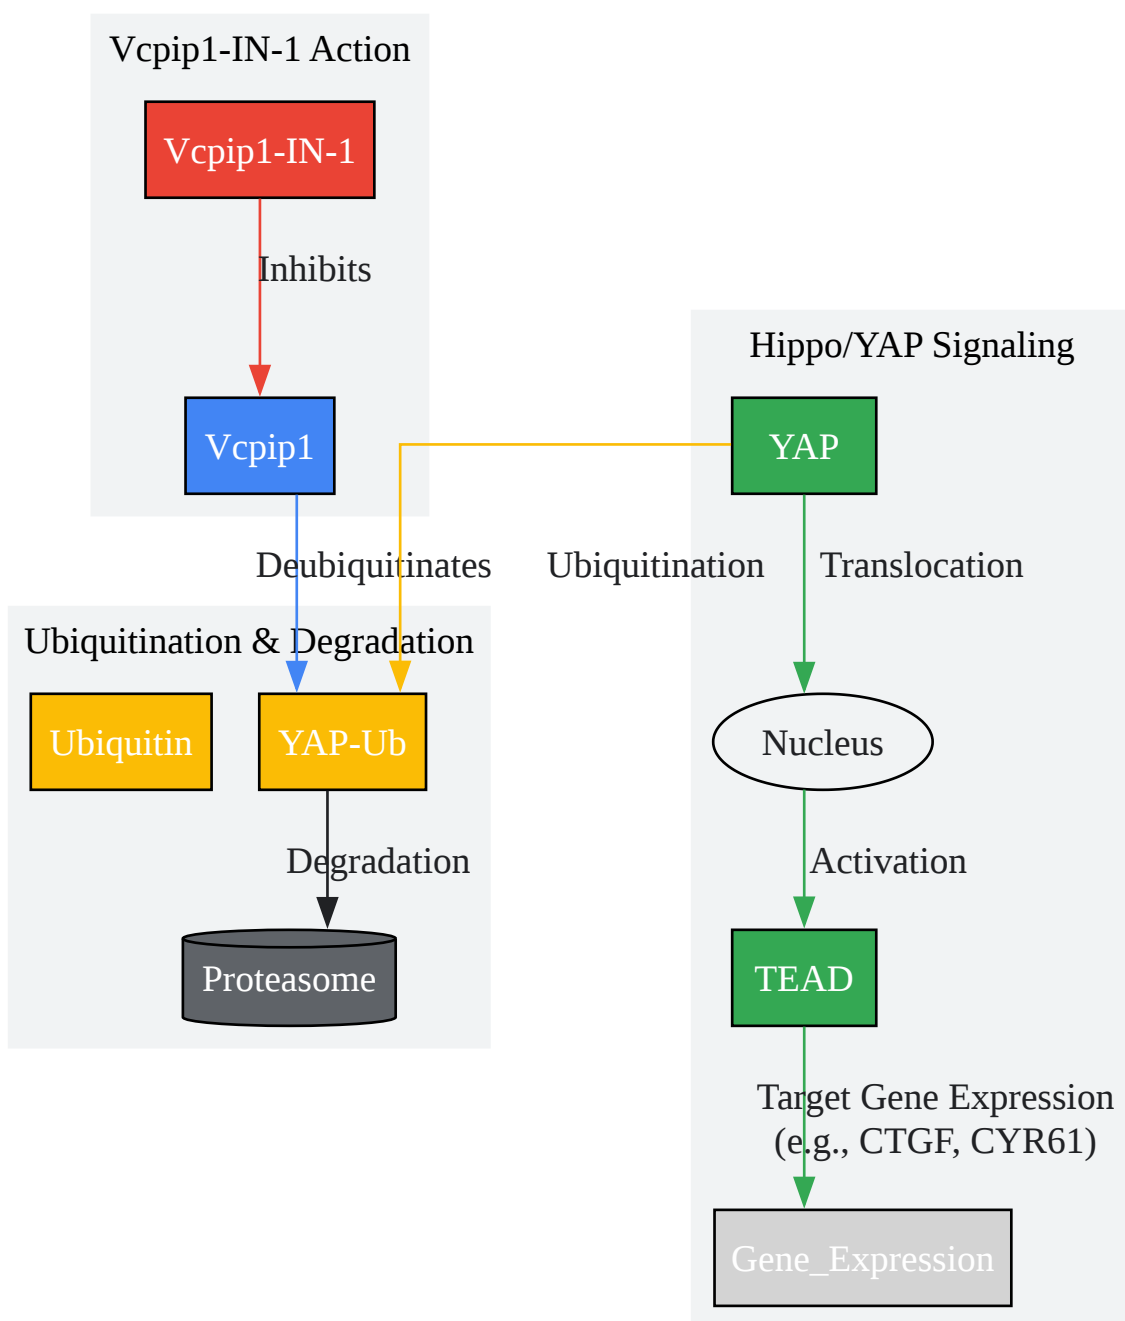 Vcpip1-IN-1 Action
Vcpip1-IN-1
Inhibits
Hippo/YAP Signaling
Vcpip1
YAP
Deubiquitinates
Ubiquitination
Translocation
Ubiquitination & Degradation
Ubiquitin
YAP-Ub
Nucleus
Degradation
Activation
Proteasome
TEAD
Target Gene Expression
(e.g., CTGF, CYR61)
Gene_Expression